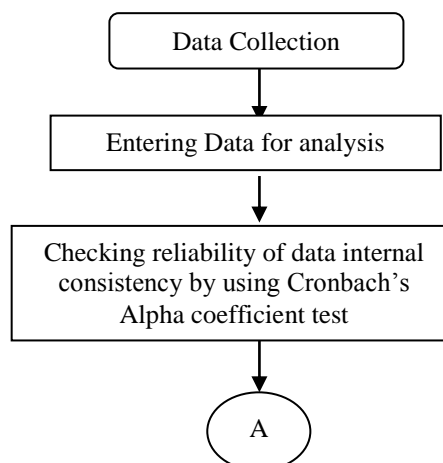 Data Collection
Entering Data for analysis
Checking reliability of data internal
consistency by using Cronbach’s
Alpha coefficient test
A